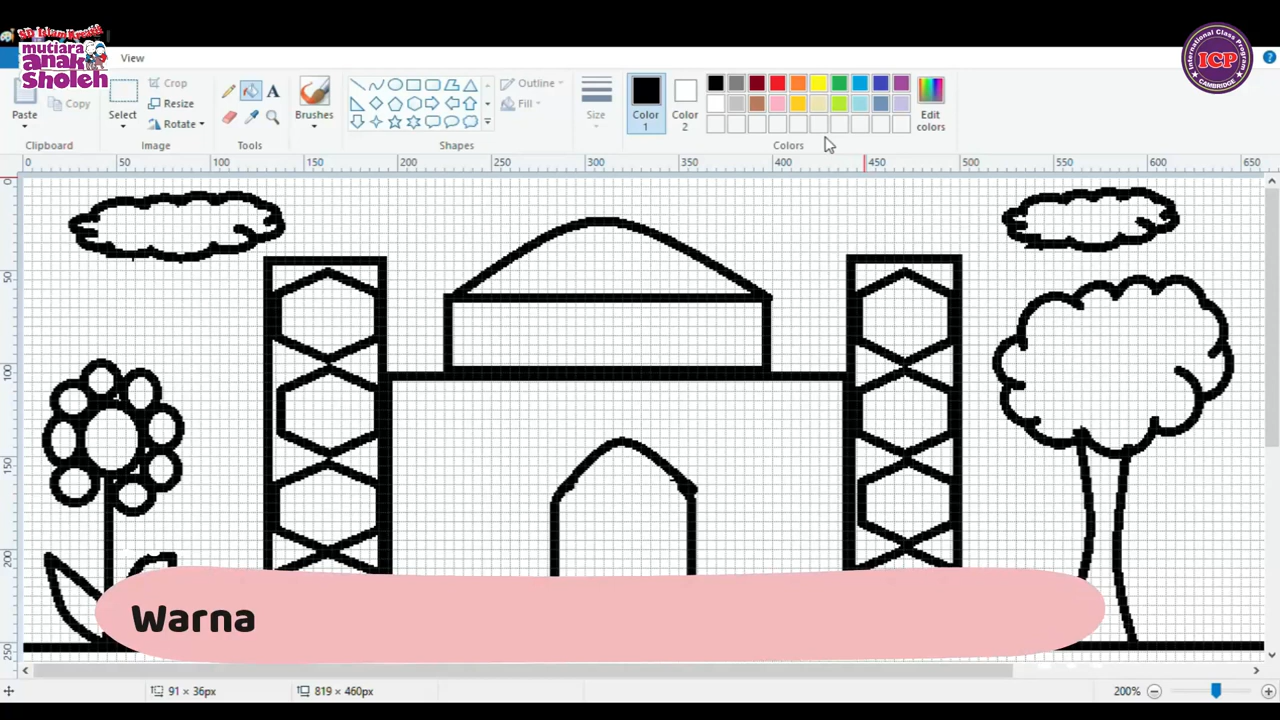 SD Islam Kreatif
mutiara
anak
Sholeh
International Class Program
ICP
CAMBRIDGE
View
Paste
Copy
Clipboard
Select
Crop
Resize
Rotate
Image
A
Tools
Brushes
Outline
Fill
Shapes
Size
Color
1
Color
2
Edit
colors
Colors
0 50 100 150 200 250 300 350 400 450 500 550 600 650
0
50
100
150
200
250
Warna
91 × 36px
819 × 460px
200%